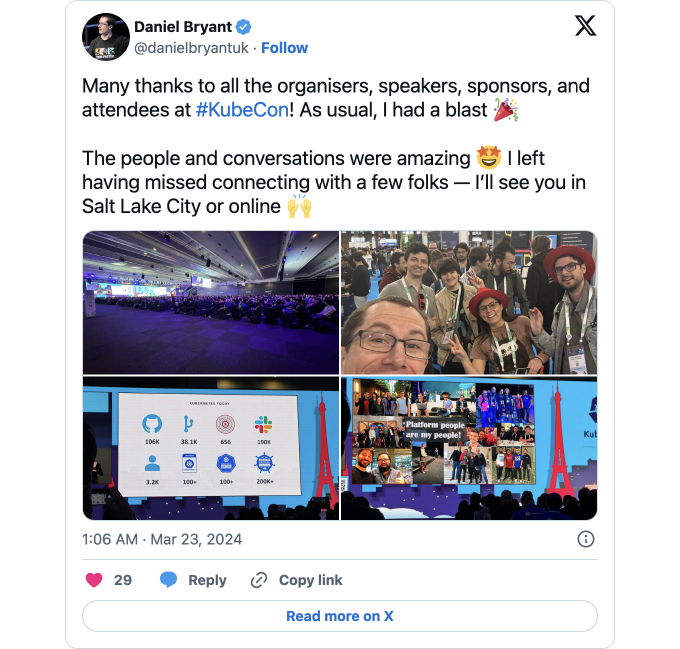 Daniel Bryant
@danielbryantuk · Follow
Many thanks to all the organisers, speakers, sponsors, and
attendees at #KubeCon! As usual, I had a blast 🎉
The people and conversations were amazing 🤩 I left
having missed connecting with a few folks — I'll see you in
Salt Lake City or online 🙌
KUBERNETES TODAY
106K 38.1K 656 190K
3.2K 100+ 100+ 200K+
"Platform people
are my people!
Kub
1:06 AM · Mar 23, 2024
29 Reply Copy link
Read more on X